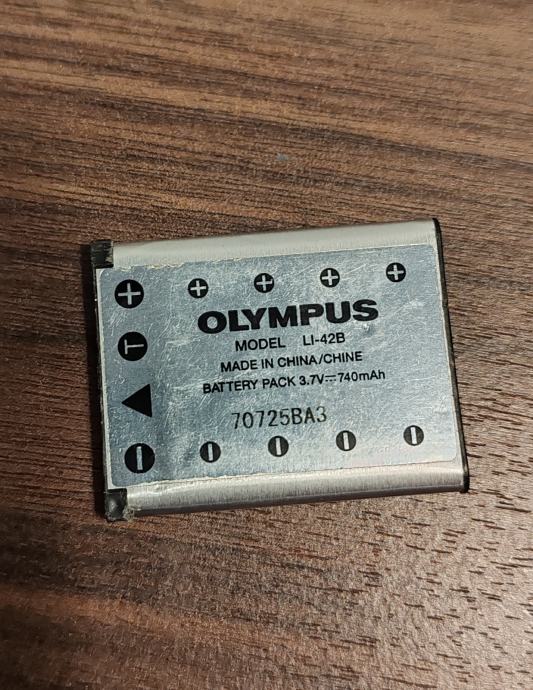 OLYMPUS
MODEL LI-42B
MADE IN CHINA/CHINE
BATTERY PACK 3.7V⎓740mAh
70725BA3
T